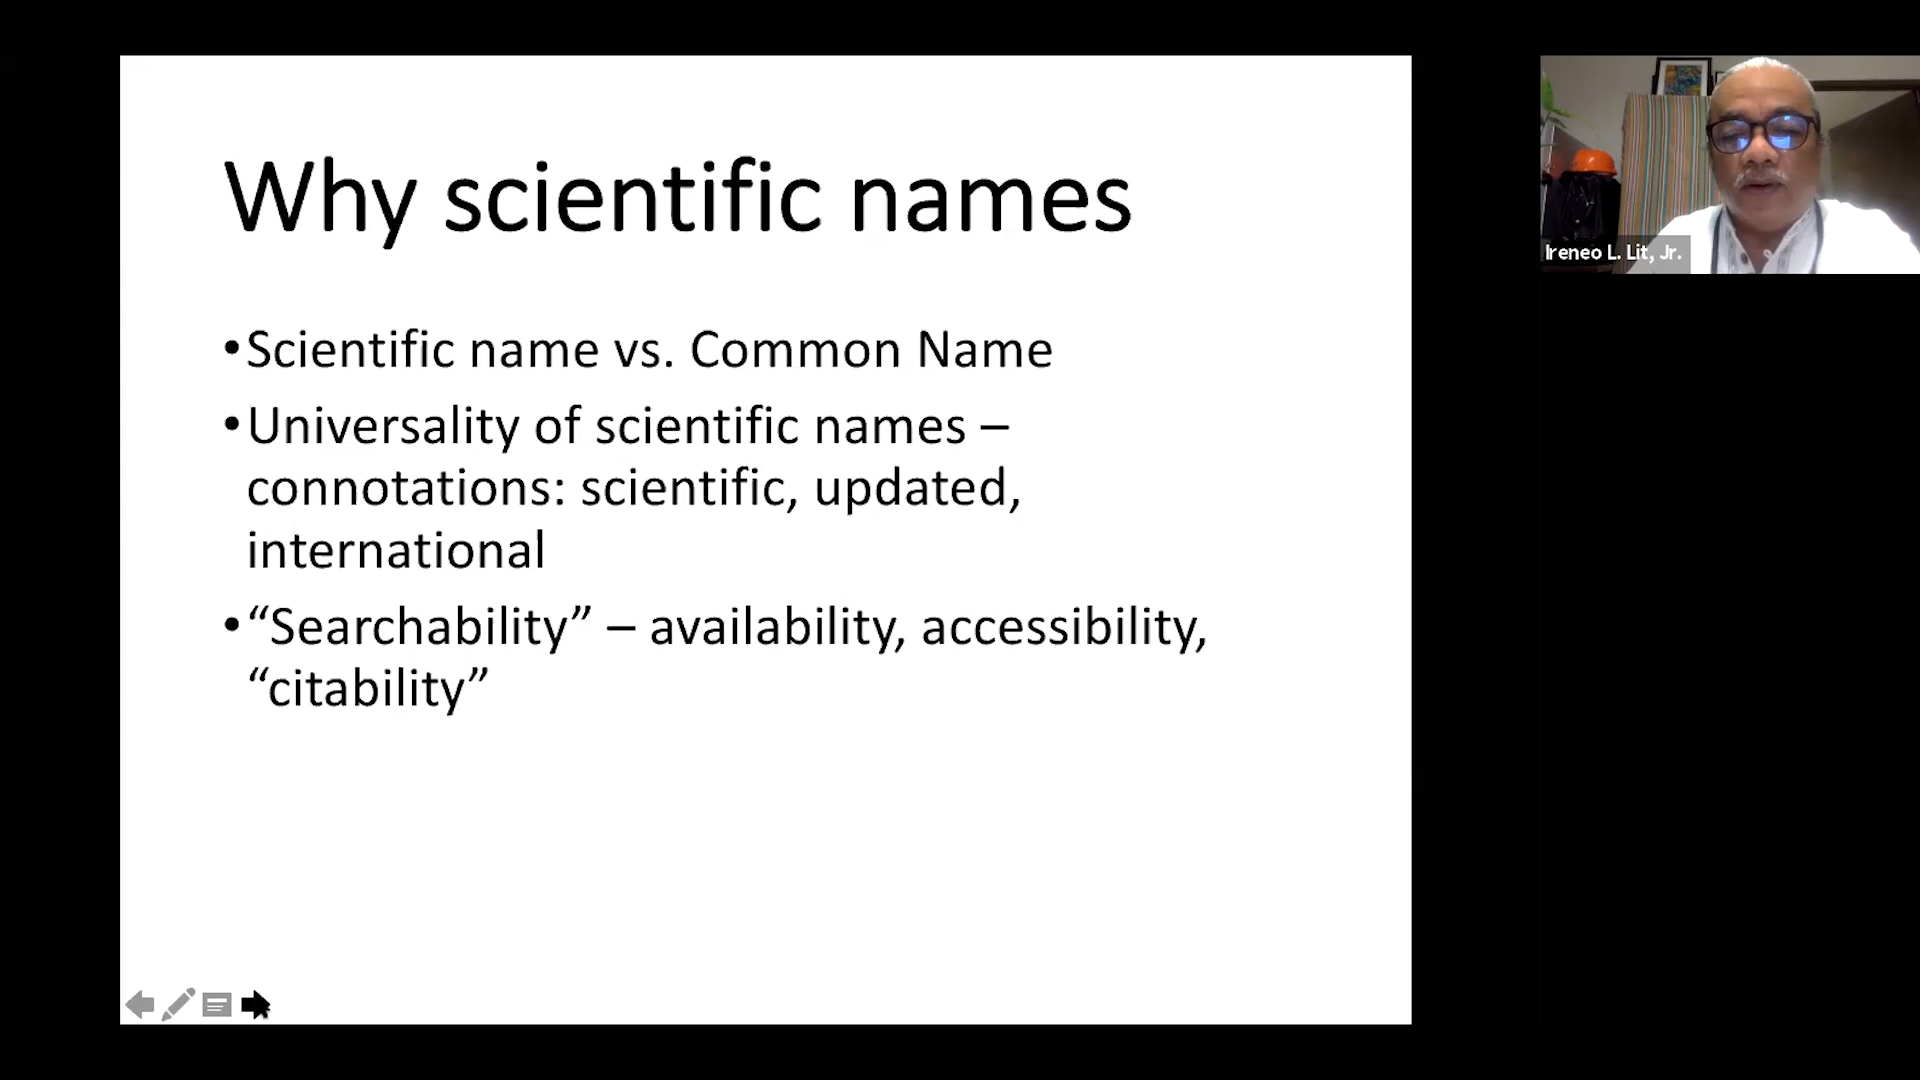 Why scientific names
•Scientific name vs. Common Name
•Universality of scientific names –
connotations: scientific, updated,
international
•“Searchability” – availability, accessibility,
“citability”
Ireneo L. Lit, Jr.